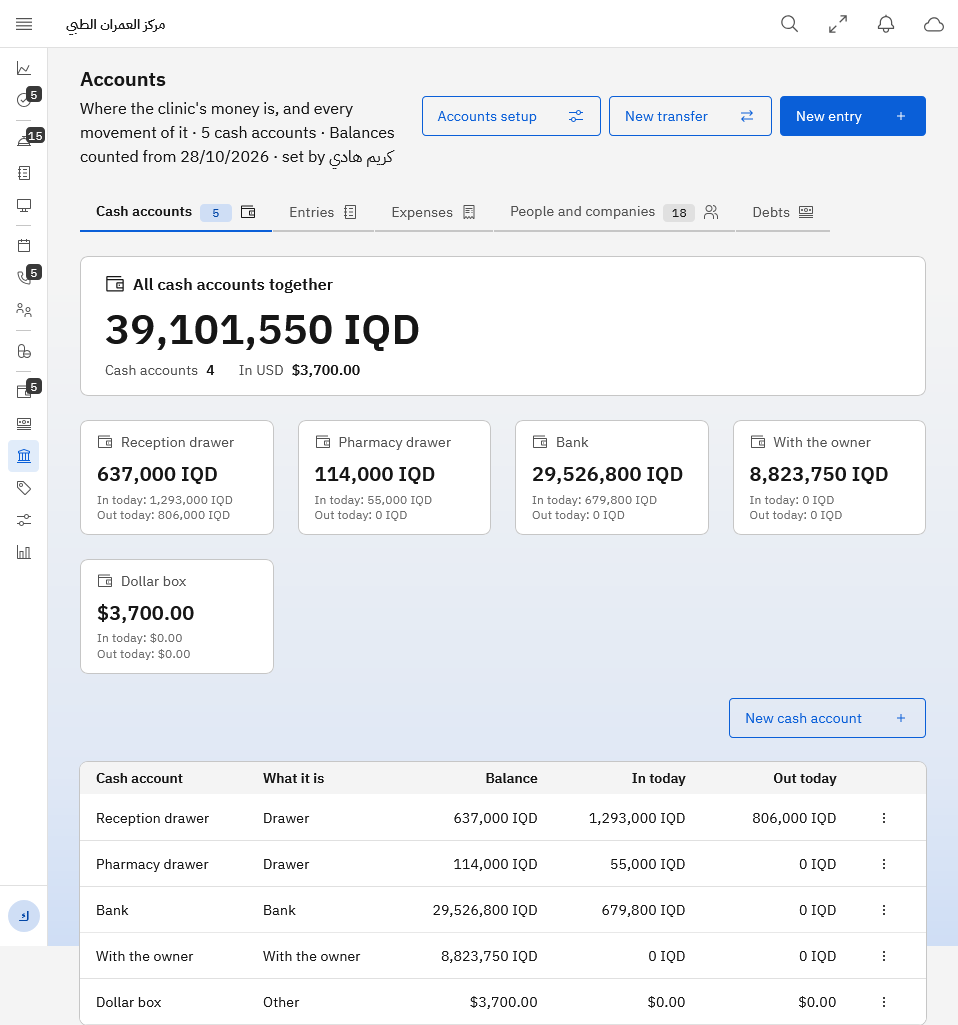 مركز العمران الطبي
5
15
5
5
ك
Accounts
Where the clinic's money is, and every
movement of it · 5 cash accounts · Balances
counted from 28/10/2026 · set by كريم هادي
Accounts setup
New transfer
New entry
Cash accounts 5
Entries
Expenses
People and companies 18
Debts
All cash accounts together
39,101,550 IQD
Cash accounts 4 In USD $3,700.00
Reception drawer
637,000 IQD
In today: 1,293,000 IQD
Out today: 806,000 IQD
Pharmacy drawer
114,000 IQD
In today: 55,000 IQD
Out today: 0 IQD
Bank
29,526,800 IQD
In today: 679,800 IQD
Out today: 0 IQD
With the owner
8,823,750 IQD
In today: 0 IQD
Out today: 0 IQD
Dollar box
$3,700.00
In today: $0.00
Out today: $0.00
New cash account
Cash account What it is Balance In today Out today
Reception drawer Drawer 637,000 IQD 1,293,000 IQD 806,000 IQD
Pharmacy drawer Drawer 114,000 IQD 55,000 IQD 0 IQD
Bank Bank 29,526,800 IQD 679,800 IQD 0 IQD
With the owner With the owner 8,823,750 IQD 0 IQD 0 IQD
Dollar box Other $3,700.00 $0.00 $0.00